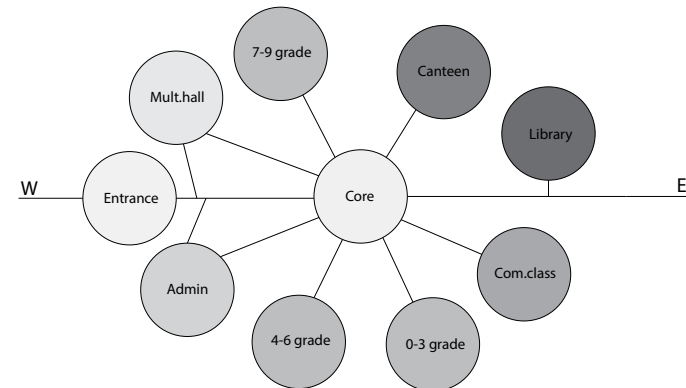 7-9 grade
Canteen
Mult.hall
Library
W
E
Entrance
Core
Com.class
Admin
4-6 grade
0-3 grade